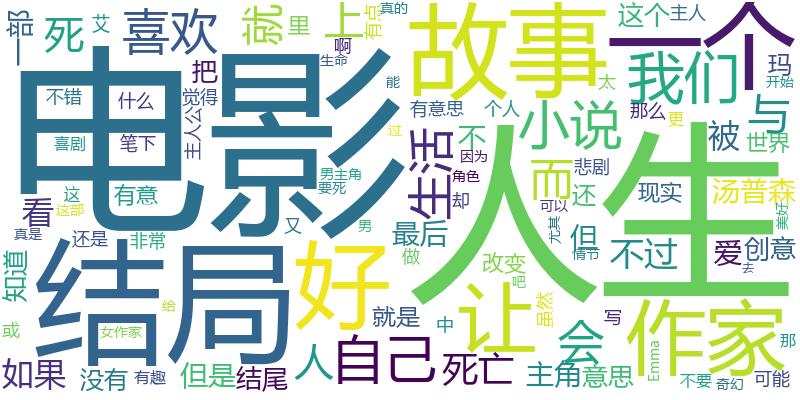 一部
死
艾
喜欢
就
里
上
有点
真的
啊
故事
一个
这个
主人
我们
玛
电影
不错
什么
把
觉得
生命
能
太
开始
喜剧
笔下
主人公
有意思
个人
小说
那么
更
被
与
世界
生活
不
因为
过
这
有意
男主角
要死
角色
而
悲剧
还
现实
汤普森
人生
看
这部
真是
还是
非常
又
男
却
最后
可以
尤其
但
情节
不过
爱
创意
美好
去
知道
结局
好
做
改变
吧
让
虽然
会
作家
给
或
女作家
就是
中
写
Emma
那
如果
没有
有趣
但是
结尾
人
自己
死亡
主角
意思
不要
奇幻
可能